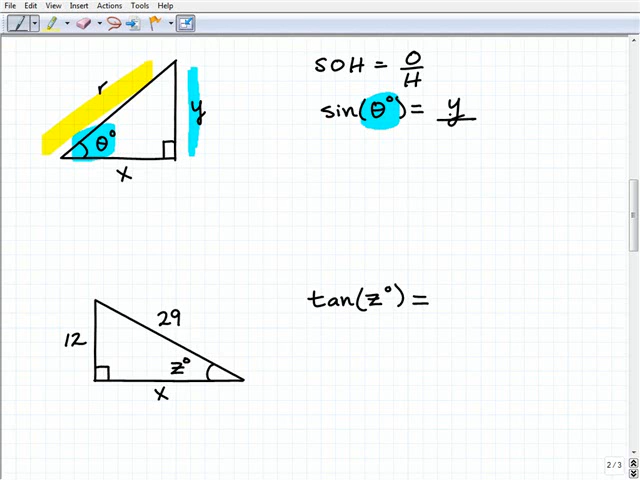 File Edit View Insert Actions Tools Help
SOH = O/H
r
y
θ°
x
sin(θ°) = y
29
12
z°
x
tan(z°) =
2 / 3